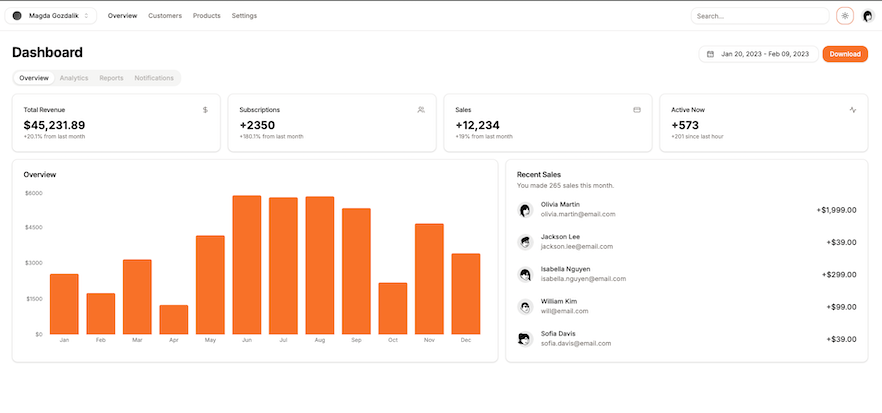 Magda Gozdalik
Overview Customers Products Settings
Search...
Dashboard
Jan 20, 2023 - Feb 09, 2023
Download
Overview Analytics Reports Notifications
Total Revenue
$45,231.89
+20.1% from last month
Subscriptions
+2350
+180.1% from last month
Sales
+12,234
+19% from last month
Active Now
+573
+201 since last hour
Overview
$6000
$4500
$3000
$1500
$0
Jan Feb Mar Apr May Jun Jul Aug Sep Oct Nov Dec
Recent Sales
You made 265 sales this month.
Olivia Martin
olivia.martin@email.com
+$1,999.00
Jackson Lee
jackson.lee@email.com
+$39.00
Isabella Nguyen
isabella.nguyen@email.com
+$299.00
William Kim
will@email.com
+$99.00
Sofia Davis
sofia.davis@email.com
+$39.00